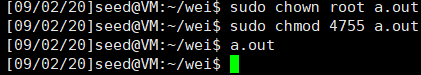 [09/02/20]seed@VM:~/wei$ sudo chown root a.out
[09/02/20]seed@VM:~/wei$ sudo chmod 4755 a.out
[09/02/20]seed@VM:~/wei$ a.out
[09/02/20]seed@VM:~/wei$